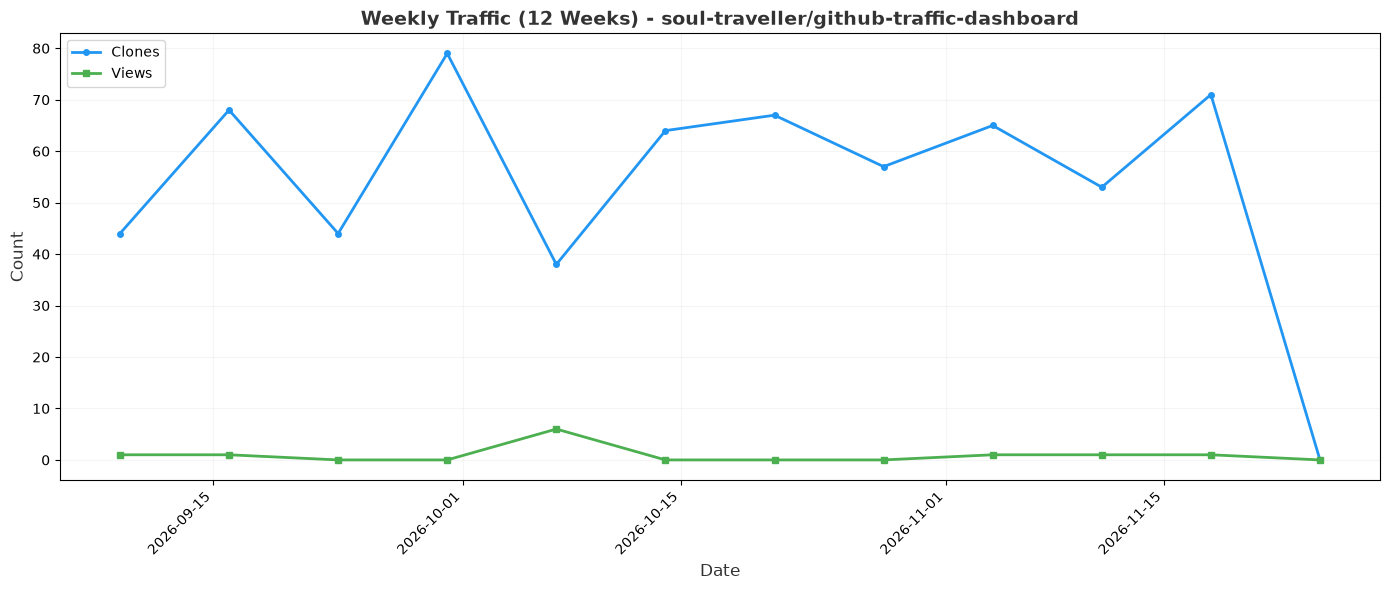 Weekly Traffic (12 Weeks) - soul-traveller/github-traffic-dashboard
Clones
Views
80
70
60
50
40
30
20
10
0
Count
2026-09-15
2026-10-01
2026-10-15
2026-11-01
2026-11-15
Date